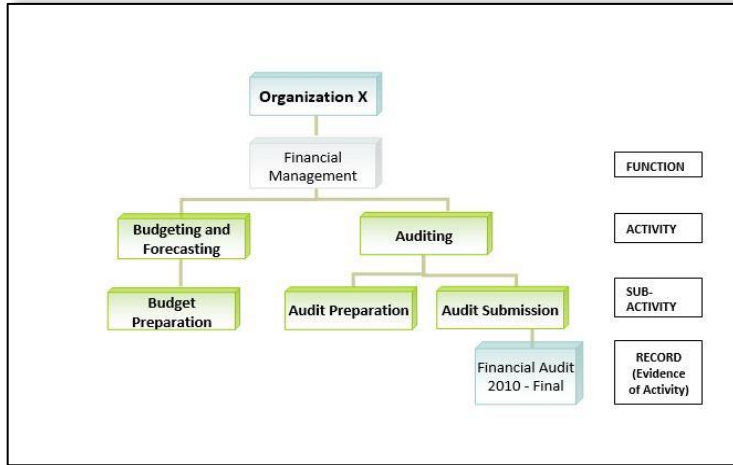 Organization X
Financial
Management
FUNCTION
Budgeting and
Forecasting
Auditing
ACTIVITY
Budget
Preparation
Audit Preparation
Audit Submission
SUB-
ACTIVITY
Financial Audit
2010 - Final
RECORD
(Evidence
of Activity)